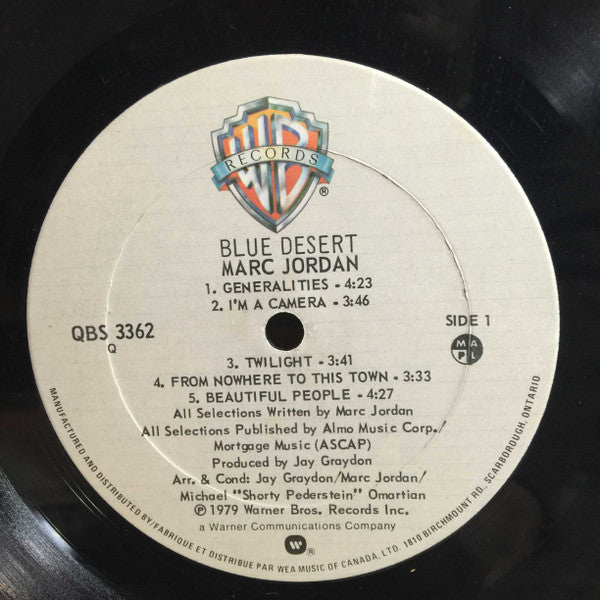 WB
RECORDS
®
BLUE DESERT
MARC JORDAN
1. GENERALITIES - 4:23
2. I'M A CAMERA - 3:46
QBS 3362
Q
SIDE 1
M A
P L
3. TWILIGHT - 3:41
4. FROM NOWHERE TO THIS TOWN - 3:33
5. BEAUTIFUL PEOPLE - 4:27
All Selections Written by Marc Jordan
All Selections Published by Almo Music Corp./
Mortgage Music (ASCAP)
Produced by Jay Graydon
Arr. & Cond: Jay Graydon/Marc Jordan/
Michael "Shorty Pederstein" Omartian
℗ 1979 Warner Bros. Records Inc.
a Warner Communications Company
®
MANUFACTURED AND DISTRIBUTED BY/FABRIQUE ET DISTRIBUE PAR WEA MUSIC OF CANADA, LTD. 1810 BIRCHMOUNT RD., SCARBOROUGH, ONTARIO